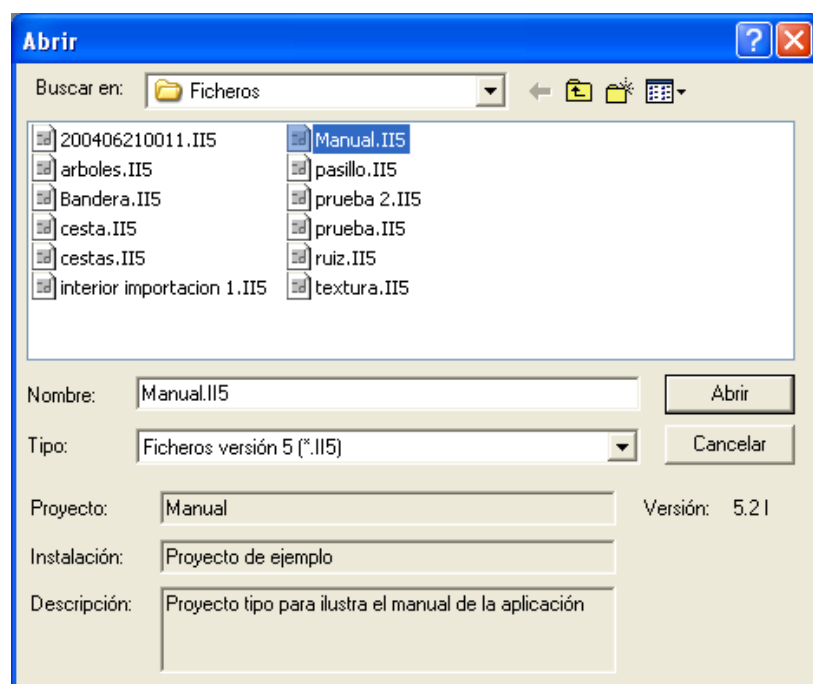 Abrir
Buscar en: Ficheros
200406210011.II5
arboles.II5
Bandera.II5
cesta.II5
cestas.II5
interior importacion 1.II5
Manual.II5
pasillo.II5
prueba 2.II5
prueba.II5
ruiz.II5
textura.II5
Nombre: Manual.II5 Abrir
Tipo: Ficheros versión 5 (*.II5) Cancelar
Proyecto: Manual Versión: 5.2 I
Instalación: Proyecto de ejemplo
Descripción: Proyecto tipo para ilustra el manual de la aplicación